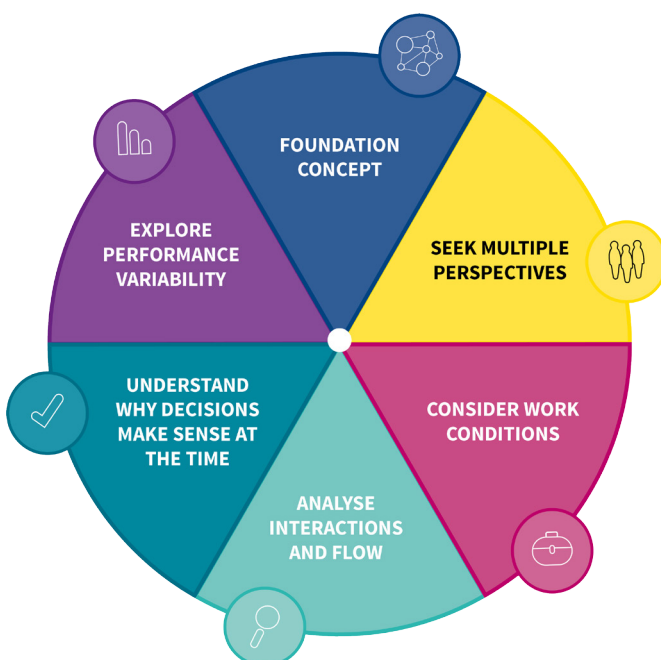 FOUNDATION
CONCEPT
SEEK MULTIPLE
PERSPECTIVES
CONSIDER WORK
CONDITIONS
ANALYSE
INTERACTIONS
AND FLOW
UNDERSTAND
WHY DECISIONS
MAKE SENSE AT
THE TIME
EXPLORE
PERFORMANCE
VARIABILITY